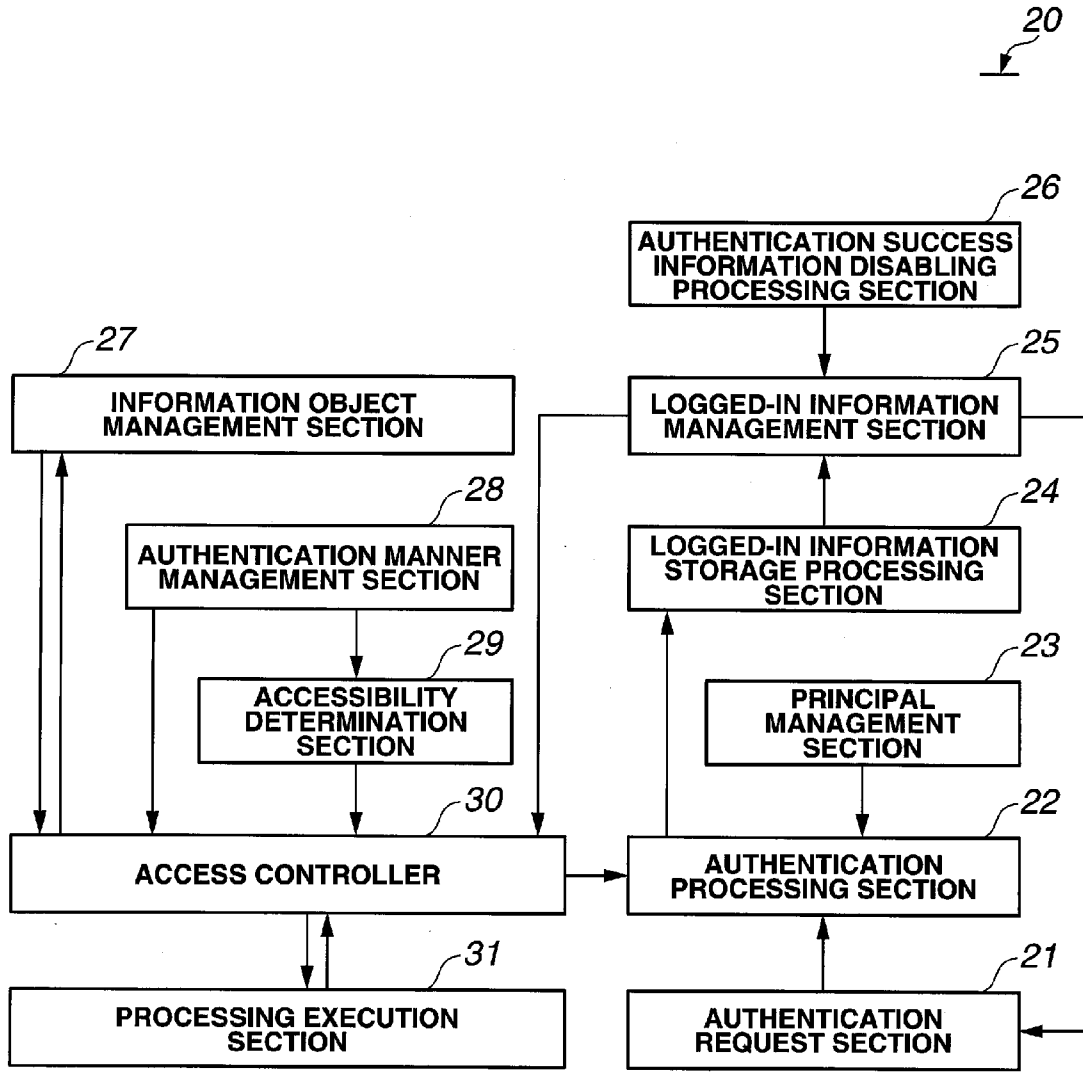 20
26
AUTHENTICATION SUCCESS
INFORMATION DISABLING
PROCESSING SECTION
27
INFORMATION OBJECT
MANAGEMENT SECTION
25
LOGGED-IN INFORMATION
MANAGEMENT SECTION
28
AUTHENTICATION MANNER
MANAGEMENT SECTION
24
LOGGED-IN INFORMATION
STORAGE PROCESSING
SECTION
29
ACCESSIBILITY
DETERMINATION
SECTION
23
PRINCIPAL
MANAGEMENT
SECTION
30
ACCESS CONTROLLER
22
AUTHENTICATION
PROCESSING SECTION
31
PROCESSING EXECUTION
SECTION
21
AUTHENTICATION
REQUEST SECTION